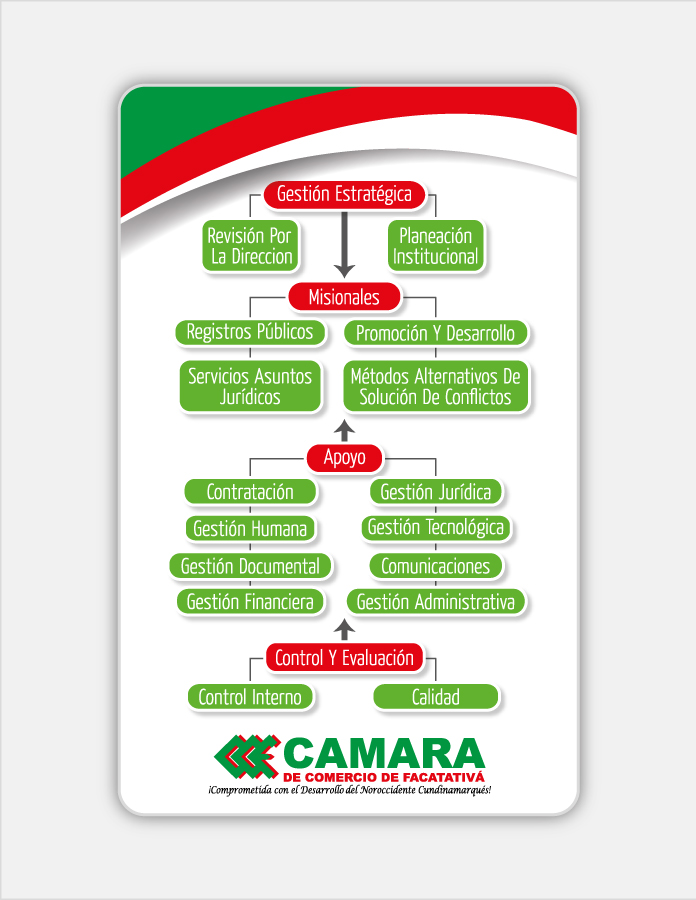 Gestión Estratégica
Revisión Por
La Direccion
Planeación
Institucional
Misionales
Registros Públicos
Promoción Y Desarrollo
Servicios Asuntos
Jurídicos
Métodos Alternativos De
Solución De Conflictos
Apoyo
Contratación
Gestión Jurídica
Gestión Humana
Gestión Tecnológica
Gestión Documental
Comunicaciones
Gestión Financiera
Gestión Administrativa
Control Y Evaluación
Control Interno
Calidad
CAMARA
DE COMERCIO DE FACATATIVÁ
¡Comprometida con el Desarrollo del Noroccidente Cundinamarqués!